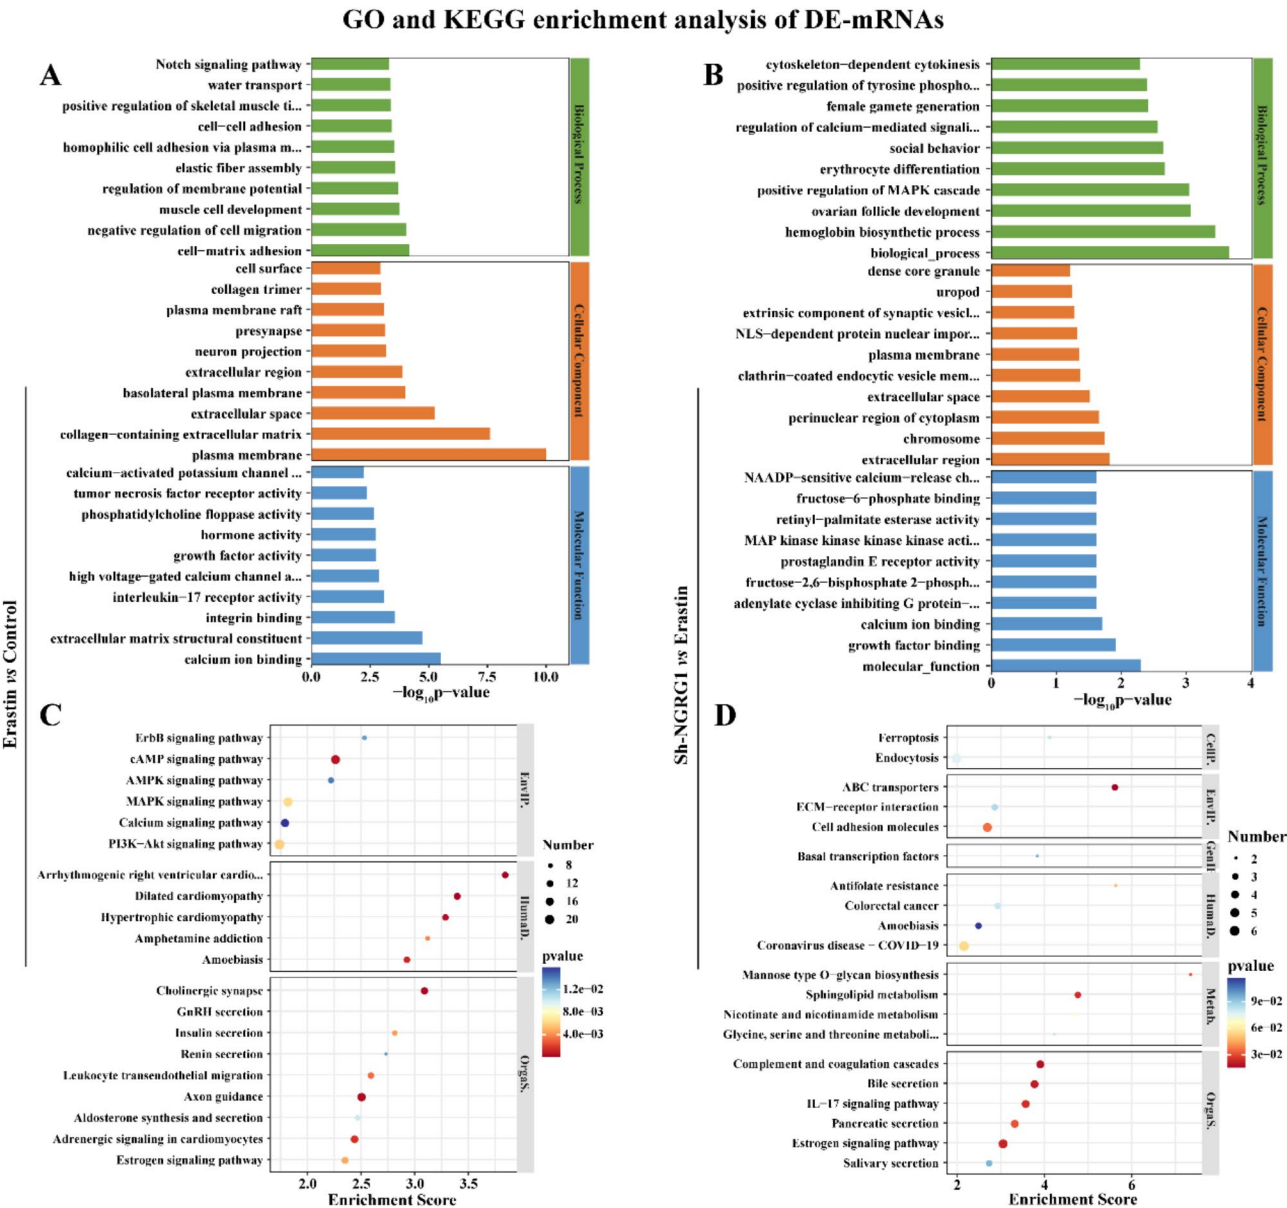 GO and KEGG enrichment analysis of DE-mRNAs
A
Notch signaling pathway
water transport
positive regulation of skeletal muscle ti...
cell−cell adhesion
homophilic cell adhesion via plasma m...
elastic fiber assembly
regulation of membrane potential
muscle cell development
negative regulation of cell migration
cell−matrix adhesion
Biological Process
cell surface
collagen trimer
plasma membrane raft
presynapse
neuron projection
extracellular region
basolateral plasma membrane
extracellular space
collagen−containing extracellular matrix
plasma membrane
Cellular Component
calcium−activated potassium channel ...
tumor necrosis factor receptor activity
phosphatidylcholine floppase activity
hormone activity
growth factor activity
high voltage−gated calcium channel a...
interleukin−17 receptor activity
integrin binding
extracellular matrix structural constituent
calcium ion binding
Molecular Function
0.0 2.5 5.0 7.5 10.0
−log10p−value
B
cytoskeleton−dependent cytokinesis
positive regulation of tyrosine phospho...
female gamete generation
regulation of calcium−mediated signali...
social behavior
erythrocyte differentiation
positive regulation of MAPK cascade
ovarian follicle development
hemoglobin biosynthetic process
biological_process
Biological Process
dense core granule
uropod
extrinsic component of synaptic vesicl...
NLS−dependent protein nuclear impor...
plasma membrane
clathrin−coated endocytic vesicle mem...
extracellular space
perinuclear region of cytoplasm
chromosome
extracellular region
Cellular Component
NAADP−sensitive calcium−release ch...
fructose−6−phosphate binding
retinyl−palmitate esterase activity
MAP kinase kinase kinase kinase acti...
prostaglandin E receptor activity
fructose−2,6−bisphosphate 2−phosph...
adenylate cyclase inhibiting G protein−...
calcium ion binding
growth factor binding
molecular_function
Molecular Function
0 1 2 3 4
−log10p−value
Erastin vs Control
C
ErbB signaling pathway
cAMP signaling pathway
AMPK signaling pathway
MAPK signaling pathway
Calcium signaling pathway
PI3K−Akt signaling pathway
EnvIP.
Arrhythmogenic right ventricular cardio...
Dilated cardiomyopathy
Hypertrophic cardiomyopathy
Amphetamine addiction
Amoebiasis
HumaD.
Cholinergic synapse
GnRH secretion
Insulin secretion
Renin secretion
Leukocyte transendothelial migration
Axon guidance
Aldosterone synthesis and secretion
Adrenergic signaling in cardiomyocytes
Estrogen signaling pathway
OrgaS.
2.0 2.5 3.0 3.5
Enrichment Score
Number
8
12
16
20
pvalue
1.2e−02
8.0e−03
4.0e−03
Sh-NGRG1 vs Erastin
D
Ferroptosis
Endocytosis
CellP.
ABC transporters
ECM−receptor interaction
Cell adhesion molecules
EnvIP.
Basal transcription factors
Antifolate resistance
Colorectal cancer
Amoebiasis
Coronavirus disease − COVID−19
HumaD.
Mannose type O−glycan biosynthesis
Sphingolipid metabolism
Nicotinate and nicotinamide metabolism
Glycine, serine and threonine metaboli...
Metab.
Complement and coagulation cascades
Bile secretion
IL−17 signaling pathway
Pancreatic secretion
Estrogen signaling pathway
Salivary secretion
OrgaS.
2 4 6
Enrichment Score
Number
2
3
4
5
6
pvalue
9e−02
6e−02
3e−02